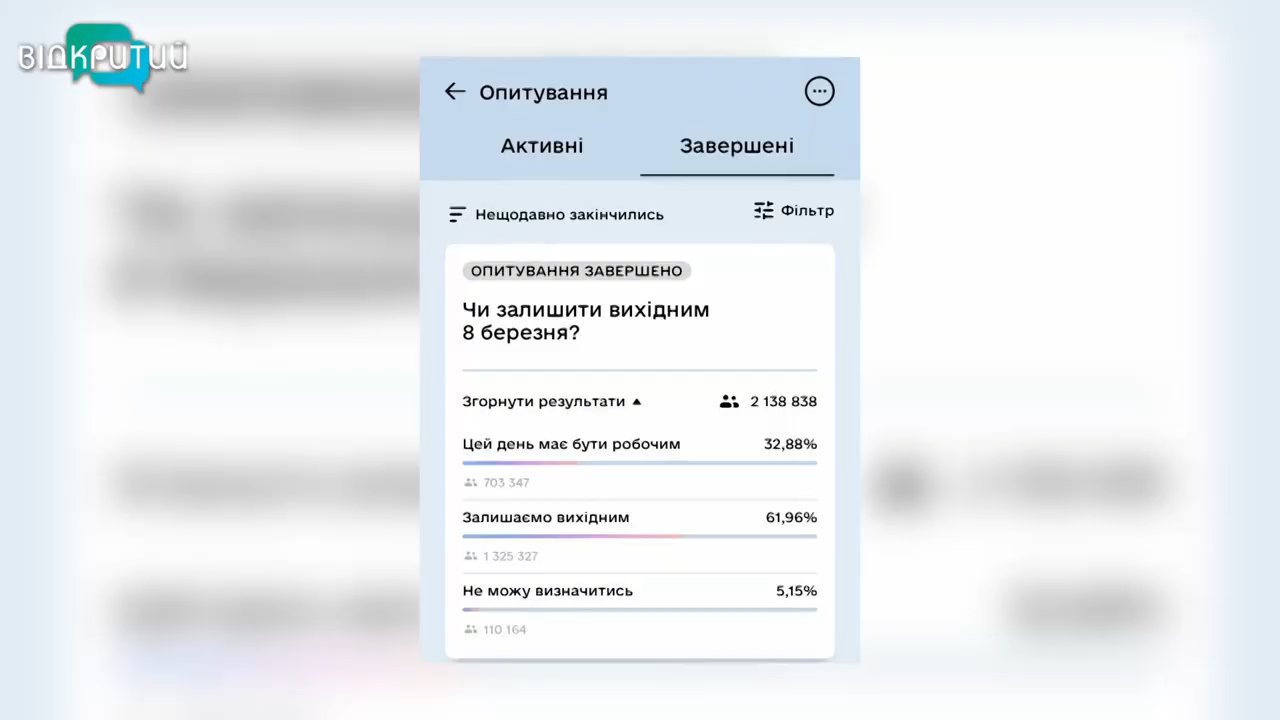 ВІДКРИТИЙ
Опитування
Активні
Завершені
Нещодавно закінчились
Фільтр
ОПИТУВАННЯ ЗАВЕРШЕНО
Чи залишити вихідним
8 березня?
Згорнути результати
2 138 838
Цей день має бути робочим
32,88%
703 347
Залишаємо вихідним
61,96%
1 325 327
Не можу визначитись
5,15%
110 164